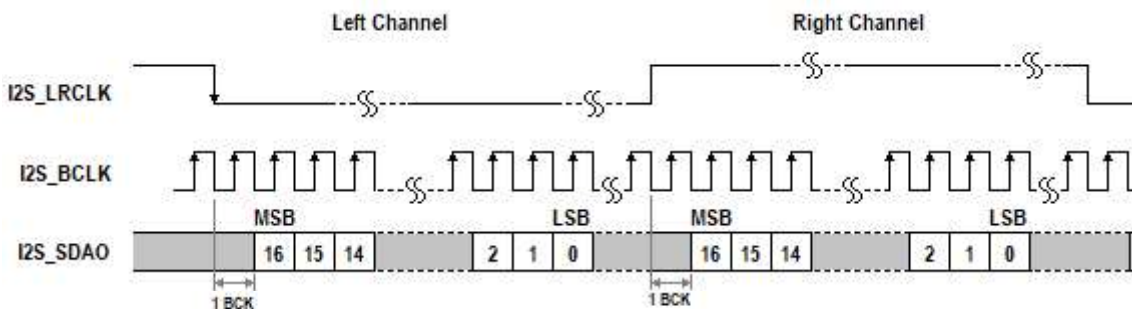 Left Channel Right Channel
I2S_LRCLK
I2S_BCLK
MSB LSB MSB LSB
I2S_SDAO 16 15 14 2 1 0 16 15 14 2 1 0
1 BCK 1 BCK